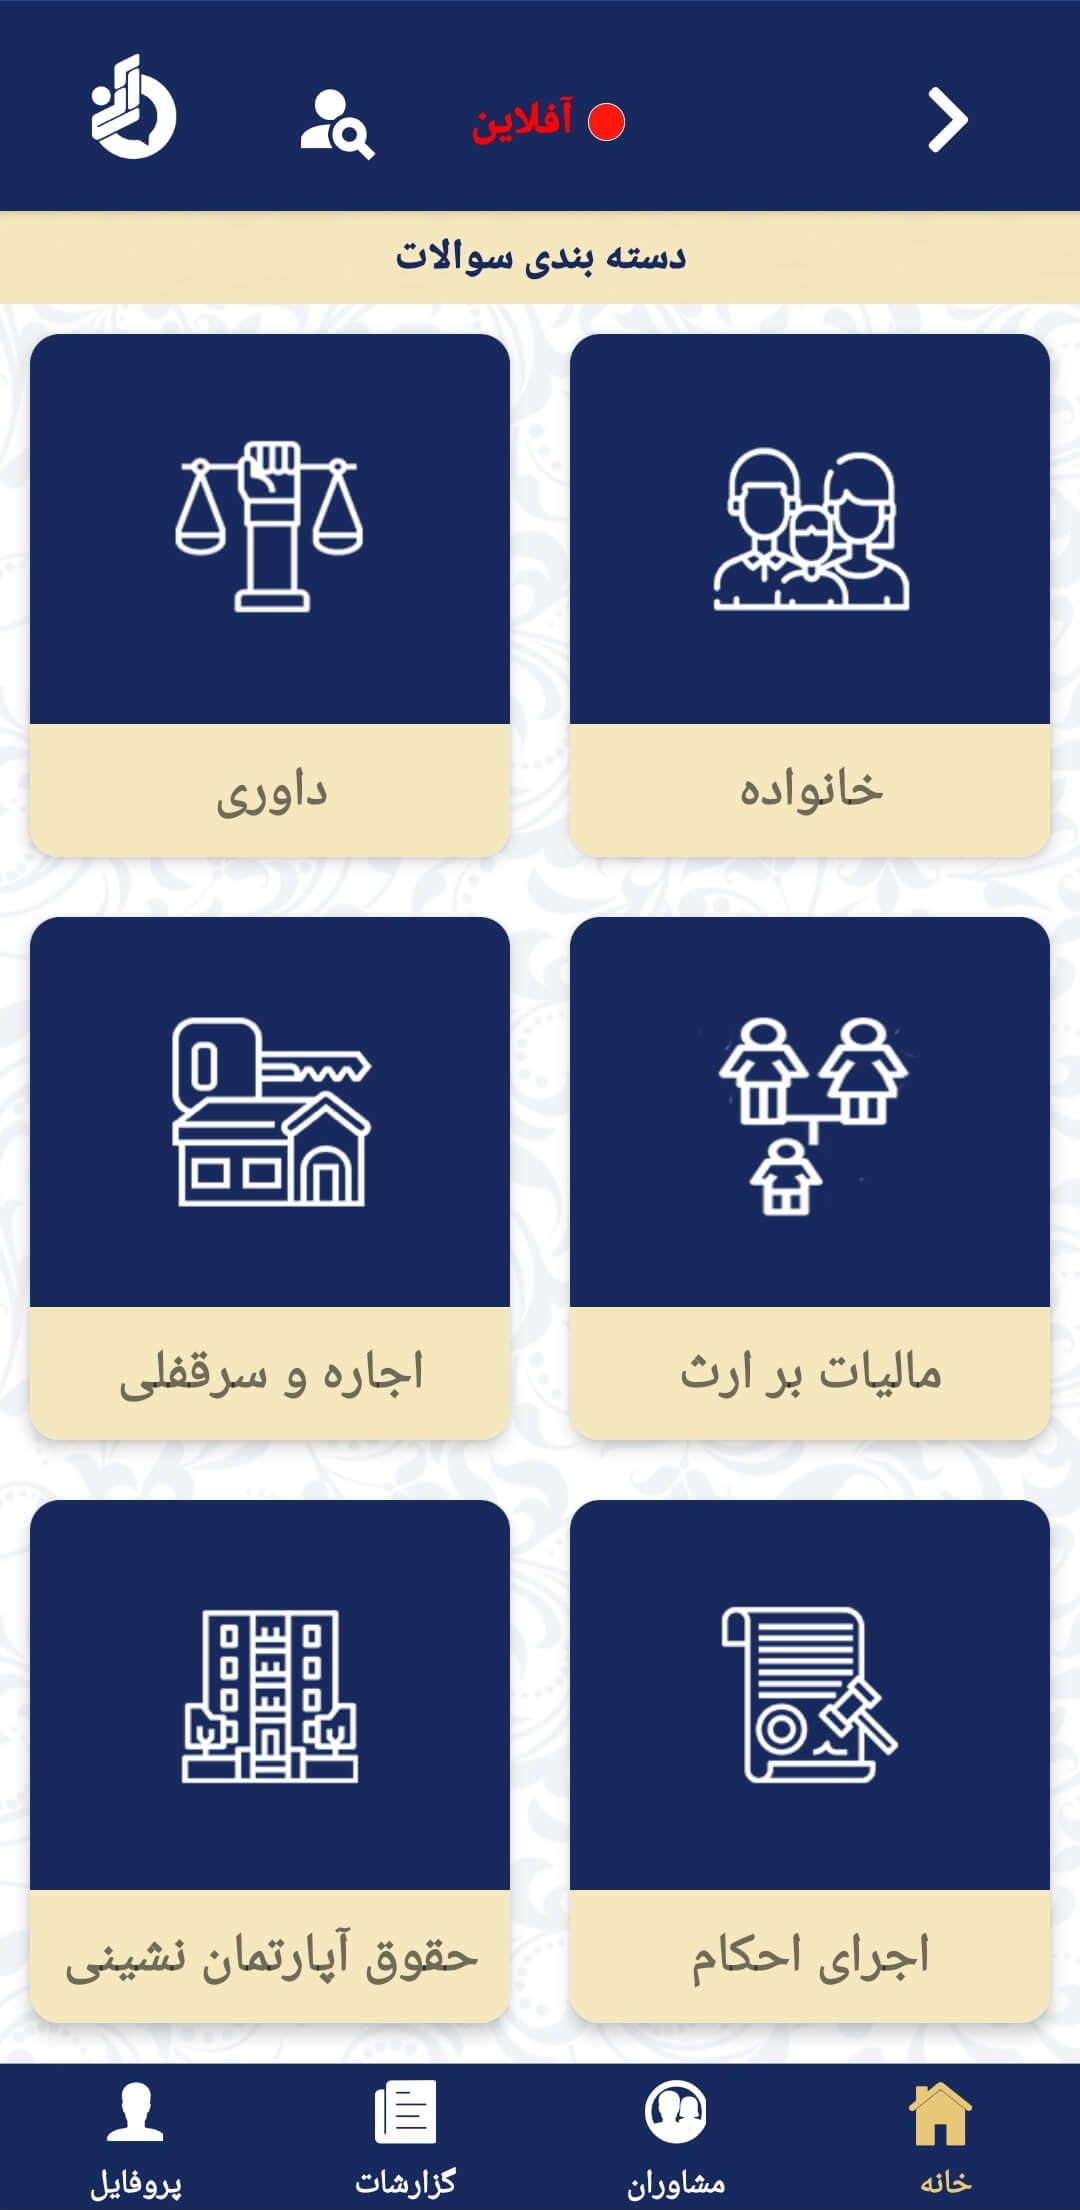 آفلاین
دسته بندی سوالات
خانواده
داوری
مالیات بر ارث
اجاره و سرقفلی
اجرای احکام
حقوق آپارتمان نشینی
خانه
مشاوران
گزارشات
پروفایل